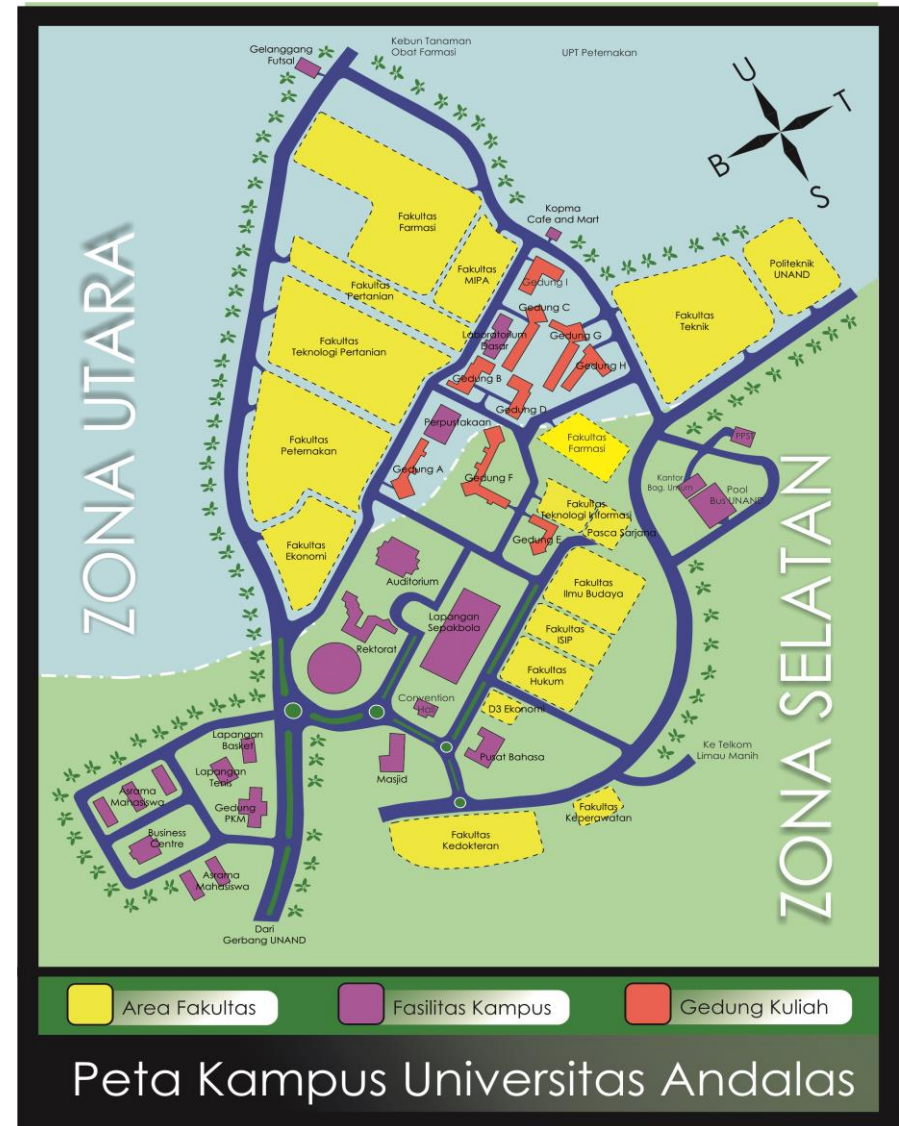 Kebun Tanaman
Obat Farmasi
UPT Peternakan
Gelanggang
Futsal
U
T
B
S
Kopma
Cafe and Mart
Fakultas
Farmasi
Fakultas
MIPA
Gedung I
Politeknik
UNAND
Fakultas
Pertanian
Gedung C
Fakultas
Teknik
Fakultas
Teknologi Pertanian
Laboratorium
Dasar
Gedung G
Gedung H
Gedung B
Gedung D
ZONA UTARA
Perpustakaan
Fakultas
Peternakan
Fakultas
Farmasi
PPSP
Gedung A
Gedung F
Kantor
Bag. Umum
Pool
Bus UNAND
Fakultas
Teknologi Informasi
Pasca Sarjana
Gedung E
Fakultas
Ekonomi
Auditorium
Fakultas
Ilmu Budaya
Lapangan
Sepakbola
Fakultas
ISIP
Rektorat
Fakultas
Hukum
ZONA SELATAN
Convention
Hall
D3 Ekonomi
Lapangan
Basket
Masjid
Pusat Bahasa
Ke Telkom
Limau Manih
Lapangan
Tenis
Asrama
Mahasiswa
Gedung
PKM
Fakultas
Keperawatan
Business
Centre
Fakultas
Kedokteran
Asrama
Mahasiswa
Dari
Gerbang UNAND
Area Fakultas
Fasilitas Kampus
Gedung Kuliah
Peta Kampus Universitas Andalas